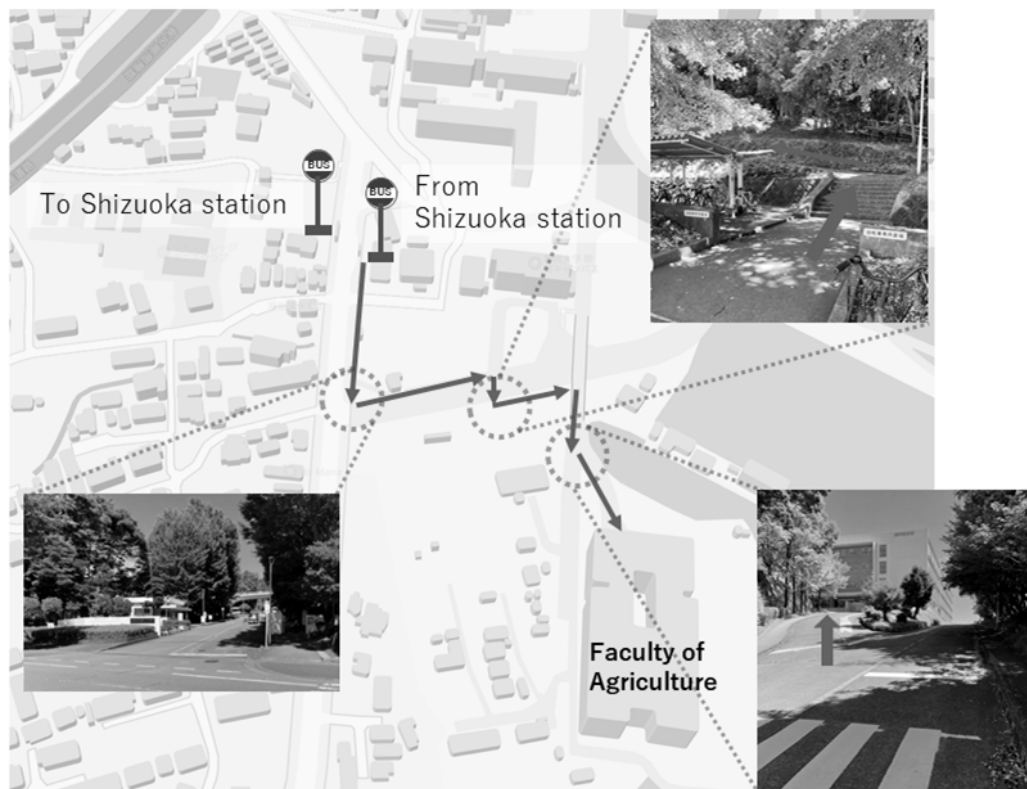 BUS
To Shizuoka station
BUS
From
Shizuoka station
Faculty of
Agriculture